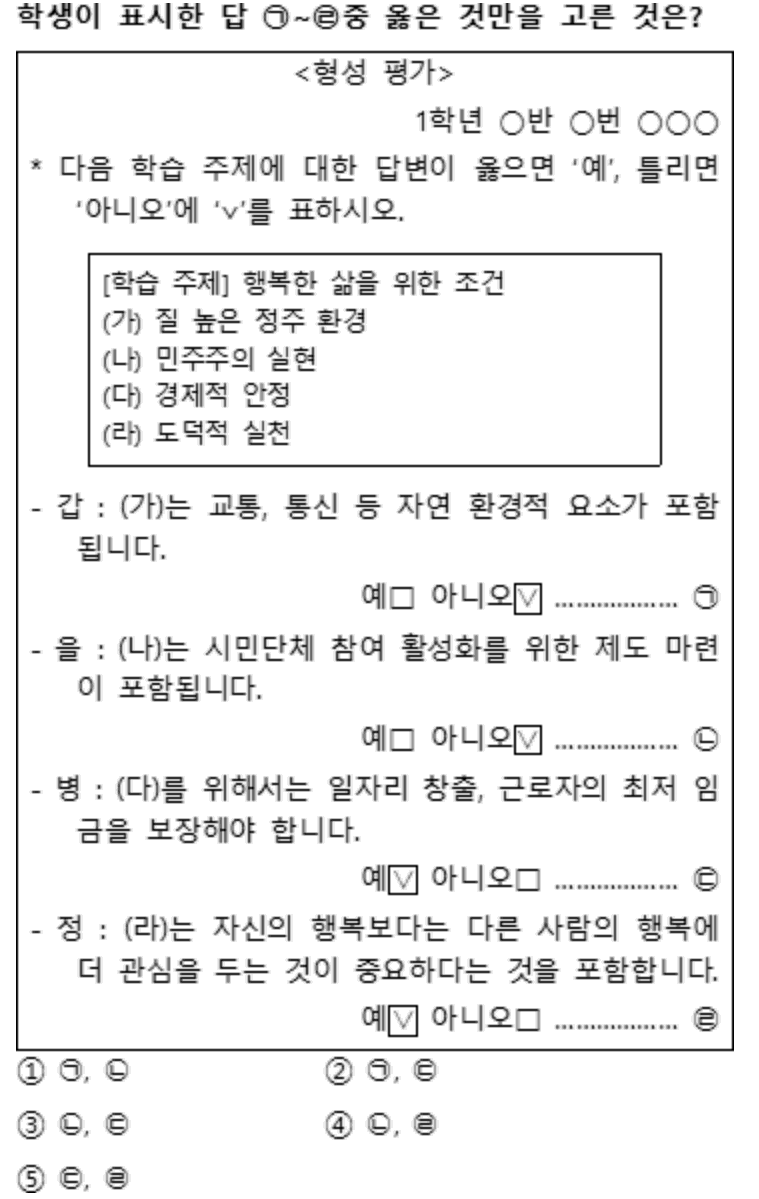 학생이 표시한 답 ㉠~㉣중 옳은 것만을 고른 것은?
<형성 평가>
1학년 ○반 ○번 ○○○
* 다음 학습 주제에 대한 답변이 옳으면 ‘예’, 틀리면
‘아니오’에 ‘∨’를 표하시오.
[학습 주제] 행복한 삶을 위한 조건
(가) 질 높은 정주 환경
(나) 민주주의 실현
(다) 경제적 안정
(라) 도덕적 실천
- 갑 : (가)는 교통, 통신 등 자연 환경적 요소가 포함
됩니다.
예□ 아니오☑ ……………… ㉠
- 을 : (나)는 시민단체 참여 활성화를 위한 제도 마련
이 포함됩니다.
예□ 아니오☑ ……………… ㉡
- 병 : (다)를 위해서는 일자리 창출, 근로자의 최저 임
금을 보장해야 합니다.
예☑ 아니오□ ……………… ㉢
- 정 : (라)는 자신의 행복보다는 다른 사람의 행복에
더 관심을 두는 것이 중요하다는 것을 포함합니다.
예☑ 아니오□ ……………… ㉣
① ㉠, ㉡ ② ㉠, ㉢
③ ㉡, ㉢ ④ ㉡, ㉣
⑤ ㉢, ㉣